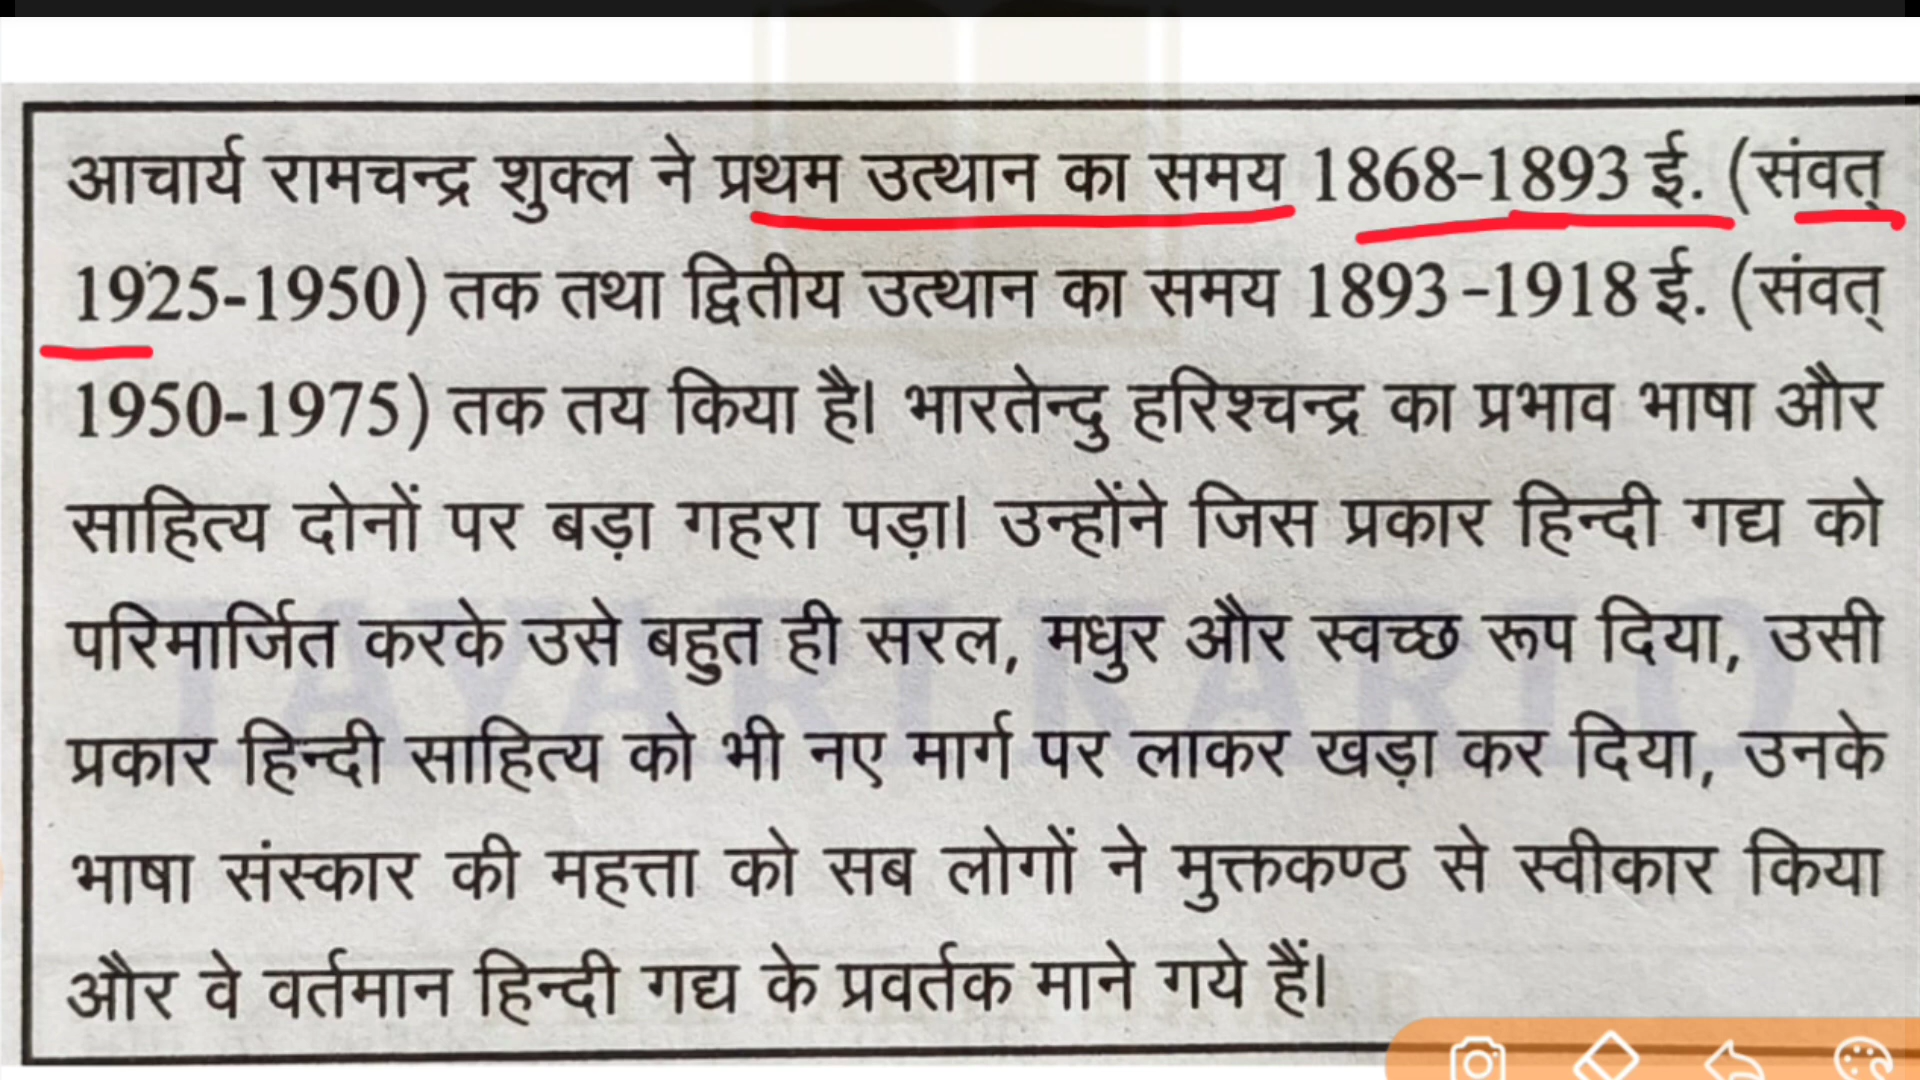 आचार्य रामचन्द्र शुक्ल ने प्रथम उत्थान का समय 1868-1893 ई. (संवत्
1925-1950) तक तथा द्वितीय उत्थान का समय 1893-1918 ई. (संवत्
1950-1975) तक तय किया है। भारतेन्दु हरिश्चन्द्र का प्रभाव भाषा और
साहित्य दोनों पर बड़ा गहरा पड़ा। उन्होंने जिस प्रकार हिन्दी गद्य को
परिमार्जित करके उसे बहुत ही सरल, मधुर और स्वच्छ रूप दिया, उसी
प्रकार हिन्दी साहित्य को भी नए मार्ग पर लाकर खड़ा कर दिया, उनके
भाषा संस्कार की महत्ता को सब लोगों ने मुक्तकण्ठ से स्वीकार किया
और वे वर्तमान हिन्दी गद्य के प्रवर्तक माने गये हैं।
TAYARI KARLO